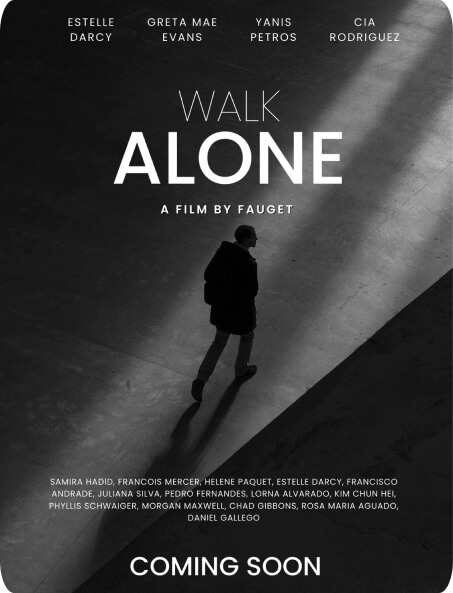 ESTELLE DARCY
GRETA MAE EVANS
YANIS PETROS
CIA RODRIGUEZ
WALK
ALONE
A FILM BY FAUGET
SAMIRA HADID, FRANCOIS MERCER, HELENE PAQUET, ESTELLE DARCY, FRANCISCO
ANDRADE, JULIANA SILVA, PEDRO FERNANDES, LORNA ALVARADO, KIM CHUN HEI,
PHYLLIS SCHWAIGER, MORGAN MAXWELL, CHAD GIBBONS, ROSA MARIA AGUADO,
DANIEL GALLEGO
COMING SOON